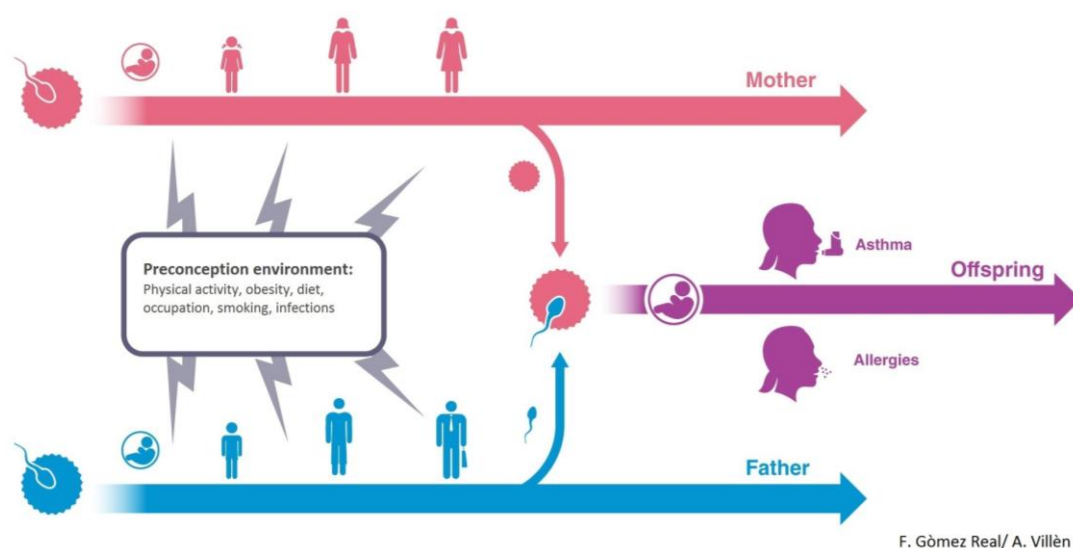 Mother
Preconception environment:
Physical activity, obesity, diet,
occupation, smoking, infections
Asthma
Offspring
Allergies
Father
F. Gòmez Real/ A. Villèn